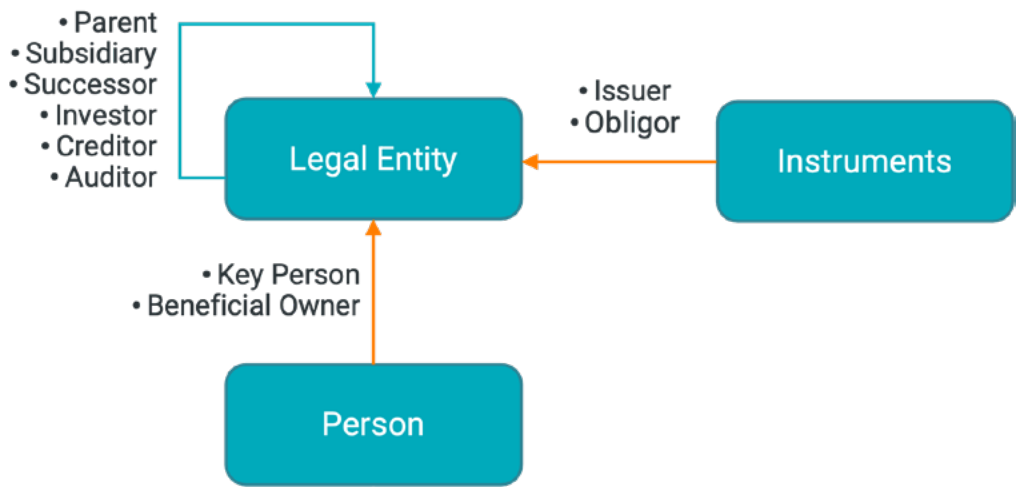 • Parent
• Subsidiary
• Successor
• Investor
• Creditor
• Auditor
• Issuer
• Obligor
Legal Entity
Instruments
• Key Person
• Beneficial Owner
Person